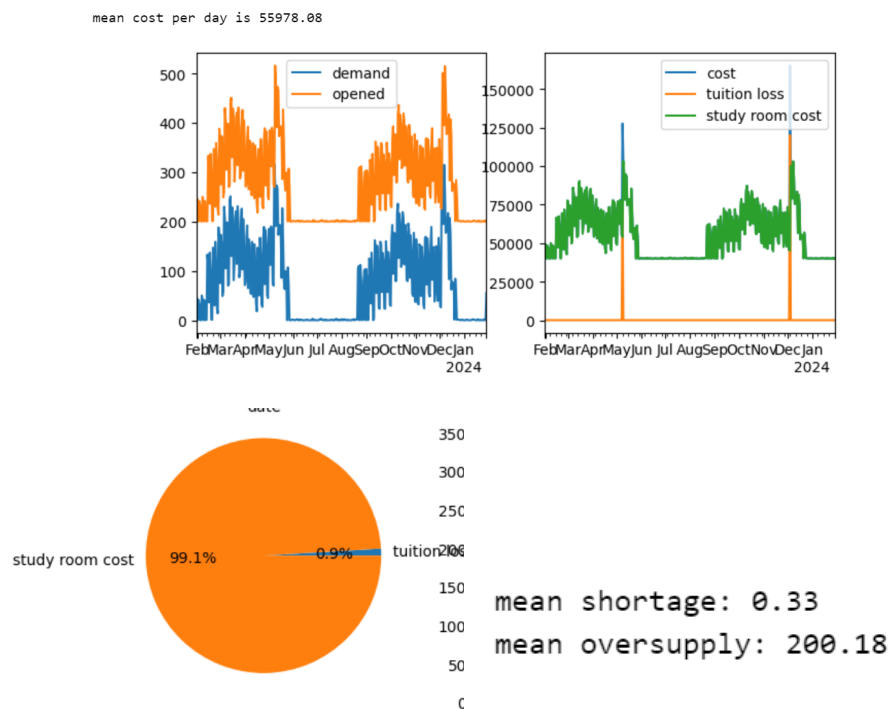 mean cost per day is 55978.08
500
400
300
200
100
0
demand
opened
Feb Mar Apr May Jun Jul Aug Sep Oct Nov Dec Jan
2024
150000
125000
100000
75000
50000
25000
0
cost
tuition loss
study room cost
Feb Mar Apr May Jun Jul Aug Sep Oct Nov Dec Jan
2024
date
study room cost
99.1%
0.9%
tuition los
350
300
250
200
150
100
50
0
mean shortage: 0.33
mean oversupply: 200.18